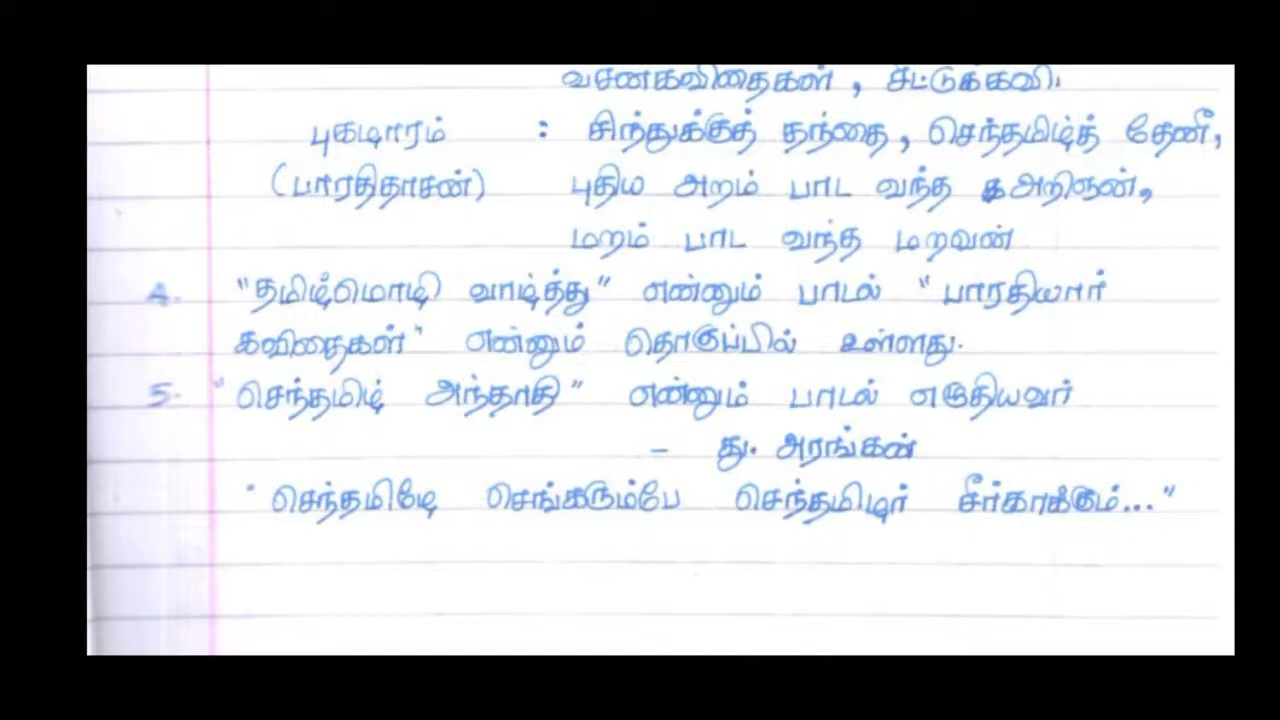 வசனகவிதைகள், சீட்டுக்கவி.
புகழாரம் : சிந்துக்குத் தந்தை, செந்தமிழ்த் தேனீ,
(பாரதிதாசன்) புதிய அறம் பாட வந்த அறிஞன்,
மறம் பாட வந்த மறவன்
4. "தமிழ்மொழி வாழ்த்து" என்னும் பாடல் "பாரதியார்
கவிதைகள்" என்னும் தொகுப்பில் உள்ளது.
5. "செந்தமிழ் அந்தாதி" என்னும் பாடல் எழுதியவர்
- து. அரங்கன்
"செந்தமிழே செங்கரும்பே செந்தமிழர் சீர்காக்கும்..."